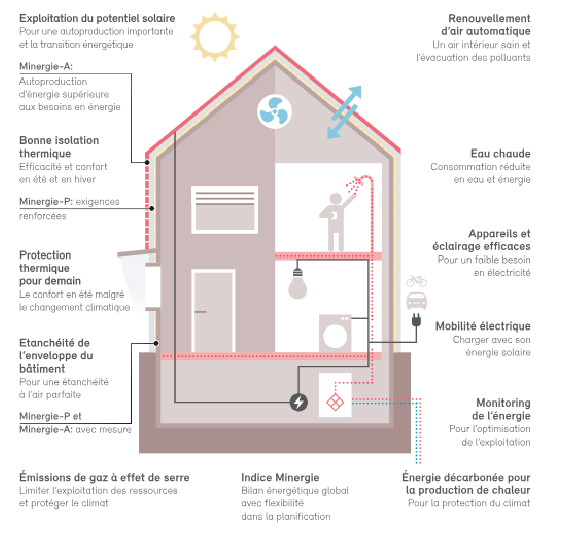 Exploitation du potentiel solaire
Pour une autoproduction importante
et la transition énergétique
Minergie-A:
Autoproduction
d'énergie supérieure
aux besoins en énergie
Bonne isolation
thermique
Efficacité et confort
en été et en hiver
Minergie-P: exigences
renforcées
Protection
thermique
pour demain
Le confort en été malgré
le changement climatique
Etanchéité de
l'enveloppe du
bâtiment
Pour une étanchéité
à l'air parfaite
Minergie-P et
Minergie-A: avec mesure
Émissions de gaz à effet de serre
Limiter l'exploitation des ressources
et protéger le climat
Indice Minergie
Bilan énergétique global
avec flexibilité
dans la planification
Renouvellement
d'air automatique
Un air intérieur sain et
l'évacuation des polluants
Eau chaude
Consommation réduite
en eau et énergie
Appareils et
éclairage efficaces
Pour un faible besoin
en électricité
Mobilité électrique
Charger avec son
énergie solaire
Monitoring
de l'énergie
Pour l'optimisation
de l'exploitation
Énergie décarbonée pour
la production de chaleur
Pour la protection du climat